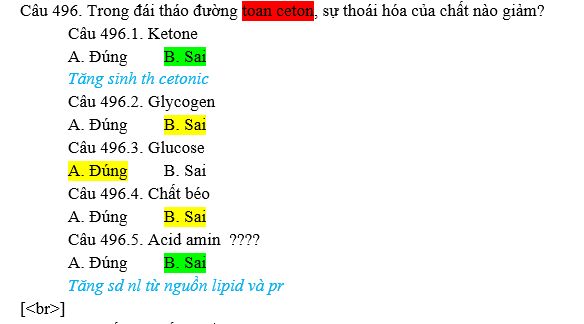 Câu 496. Trong đái tháo đường toan ceton, sự thoái hóa của chất nào giảm?
Câu 496.1. Ketone
A. Đúng B. Sai
Tăng sinh th cetonic
Câu 496.2. Glycogen
A. Đúng B. Sai
Câu 496.3. Glucose
A. Đúng B. Sai
Câu 496.4. Chất béo
A. Đúng B. Sai
Câu 496.5. Acid amin ????
A. Đúng B. Sai
Tăng sd nl từ nguồn lipid và pr
[<br>]